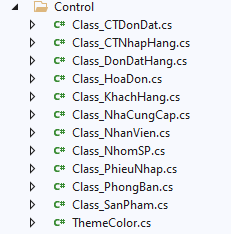 Control
C# Class_CTDonDat.cs
C# Class_CTNhapHang.cs
C# Class_DonDatHang.cs
C# Class_HoaDon.cs
C# Class_KhachHang.cs
C# Class_NhaCungCap.cs
C# Class_NhanVien.cs
C# Class_NhomSP.cs
C# Class_PhieuNhap.cs
C# Class_PhongBan.cs
C# Class_SanPham.cs
C# ThemeColor.cs